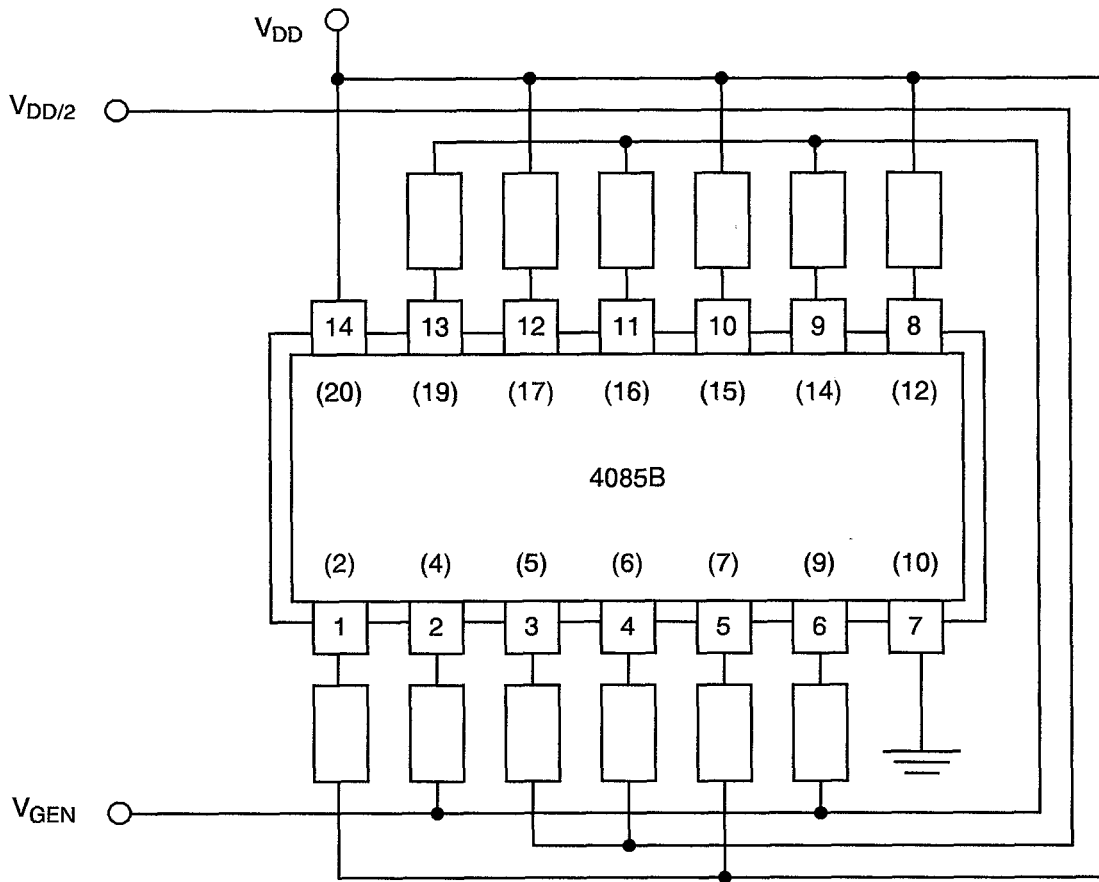 VDD
VDD/2
14 13 12 11 10 9 8
(20) (19) (17) (16) (15) (14) (12)
4085B
(2) (4) (5) (6) (7) (9) (10)
1 2 3 4 5 6 7
VGEN